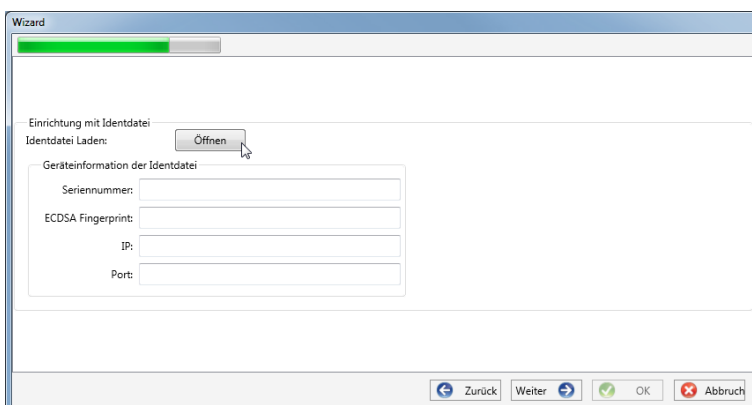 Wizard
Einrichtung mit Identdatei
Identdatei Laden: Öffnen
Geräteinformation der Identdatei
Seriennummer:
ECDSA Fingerprint:
IP:
Port:
Zurück Weiter OK Abbruch